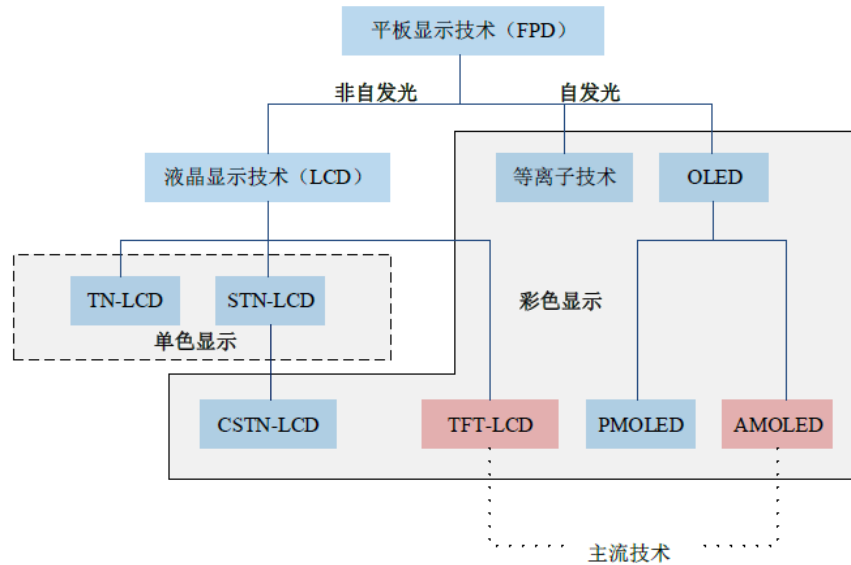 平板显示技术（FPD）
非自发光
自发光
液晶显示技术（LCD）
等离子技术
OLED
TN-LCD
STN-LCD
彩色显示
单色显示
CSTN-LCD
TFT-LCD
PMOLED
AMOLED
主流技术